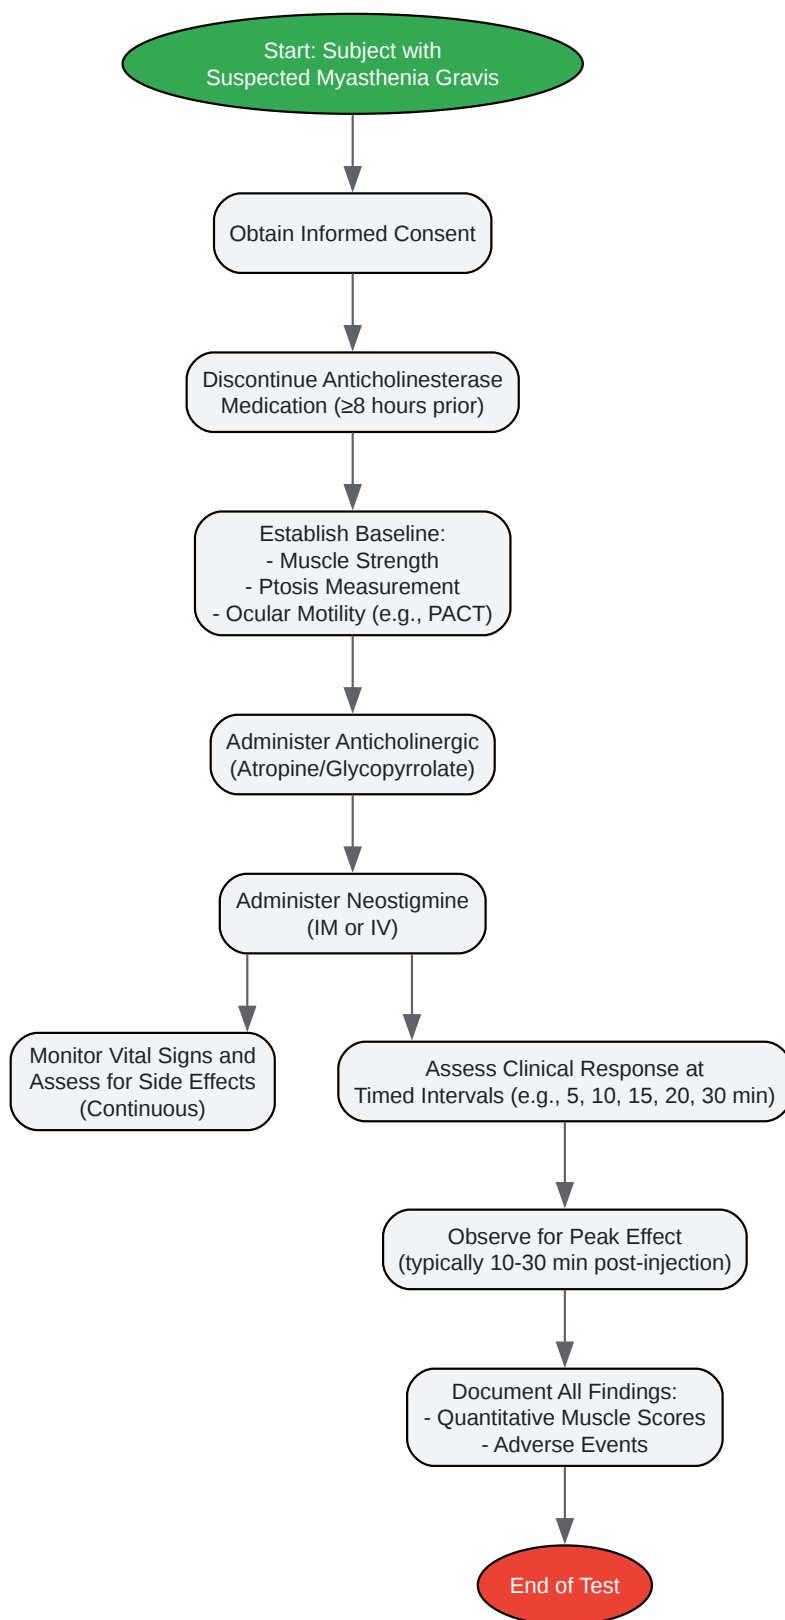 Start: Subject with
Suspected Myasthenia Gravis
Obtain Informed Consent
Discontinue Anticholinesterase
Medication (≥8 hours prior)
Establish Baseline:
- Muscle Strength
- Ptosis Measurement
- Ocular Motility (e.g., PACT)
Administer Anticholinergic
(Atropine/Glycopyrrolate)
Administer Neostigmine
(IM or IV)
Monitor Vital Signs and
Assess for Side Effects
(Continuous)
Assess Clinical Response at
Timed Intervals (e.g., 5, 10, 15, 20, 30 min)
Observe for Peak Effect
(typically 10-30 min post-injection)
Document All Findings:
- Quantitative Muscle Scores
- Adverse Events
End of Test